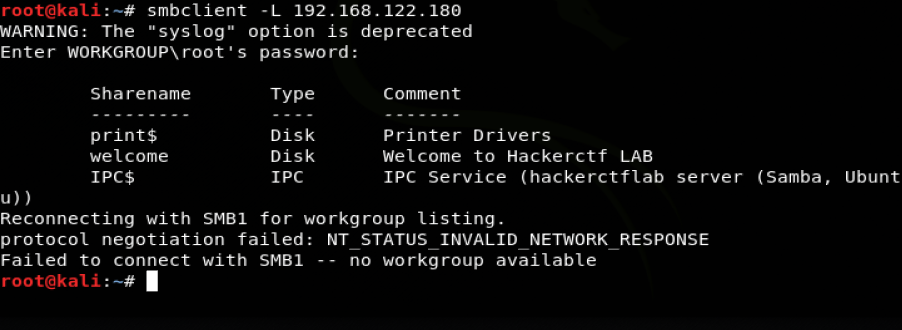 root@kali:~# smbclient -L 192.168.122.180
WARNING: The "syslog" option is deprecated
Enter WORKGROUP\root's password:
Sharename Type Comment
--------- ---- -------
print$ Disk Printer Drivers
welcome Disk Welcome to Hackerctf LAB
IPC$ IPC IPC Service (hackerctflab server (Samba, Ubunt
u))
Reconnecting with SMB1 for workgroup listing.
protocol negotiation failed: NT_STATUS_INVALID_NETWORK_RESPONSE
Failed to connect with SMB1 -- no workgroup available
root@kali:~#